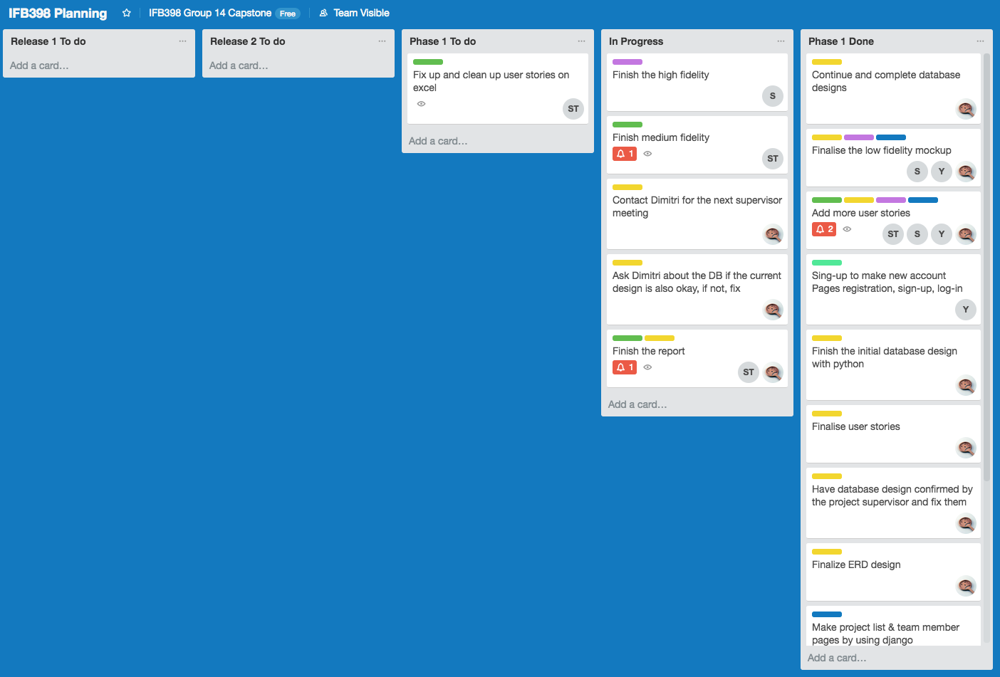 IFB398 Planning
IFB398 Group 14 Capstone
Free
Team Visible
Release 1 To do
Add a card...
Release 2 To do
Add a card...
Phase 1 To do
Fix up and clean up user stories on
excel
ST
Add a card...
In Progress
Finish the high fidelity
S
Finish medium fidelity
1
ST
Contact Dimitri for the next supervisor
meeting
Ask Dimitri about the DB if the current
design is also okay, if not, fix
Finish the report
1
ST
Add a card...
Phase 1 Done
Continue and complete database
designs
Finalise the low fidelity mockup
S Y
Add more user stories
2
ST S Y
Sing-up to make new account
Pages registration, sign-up, log-in
Y
Finish the initial database design
with python
Finalise user stories
Have database design confirmed by
the project supervisor and fix them
Finalize ERD design
Make project list & team member
pages by using django
Add a card...